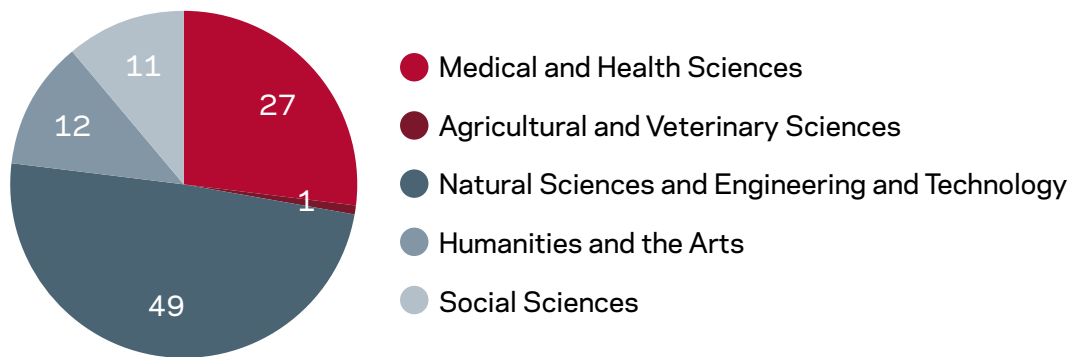 11
27
12
1
49
Medical and Health Sciences
Agricultural and Veterinary Sciences
Natural Sciences and Engineering and Technology
Humanities and the Arts
Social Sciences